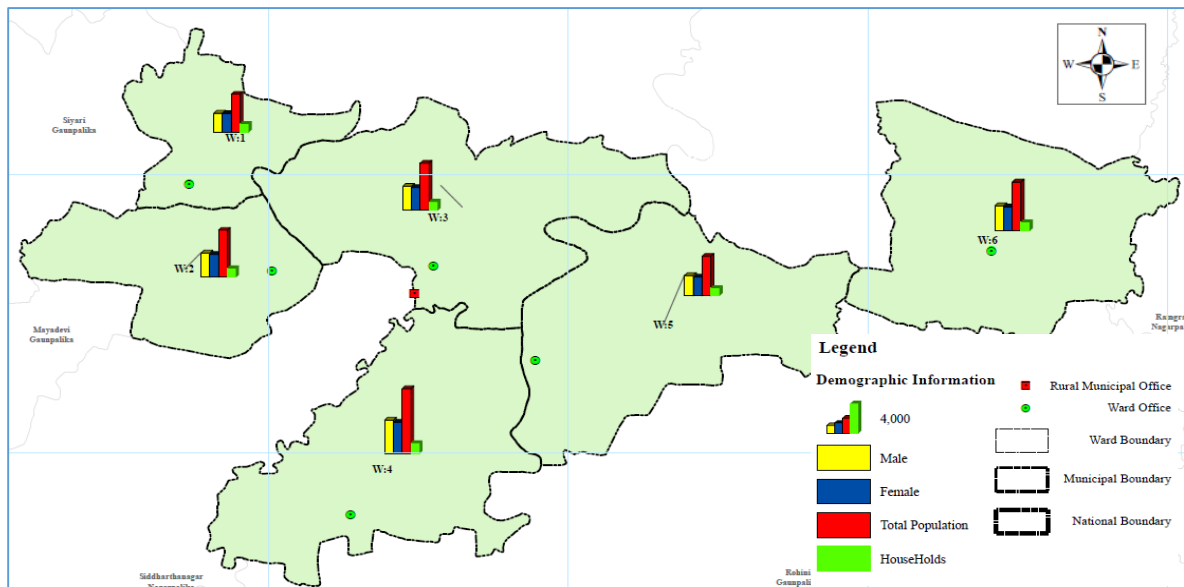 N
W E
S
Siyari
Gaunpalika
W:1
W:3
W:2
W:6
Mayadevi
Gaunpalika
W:5
W:4
Legend
Demographic Information
4,000
Male
Female
Total Population
HouseHolds
Rural Municipal Office
Ward Office
Ward Boundary
Municipal Boundary
National Boundary
Siddharthanagar
Rohini